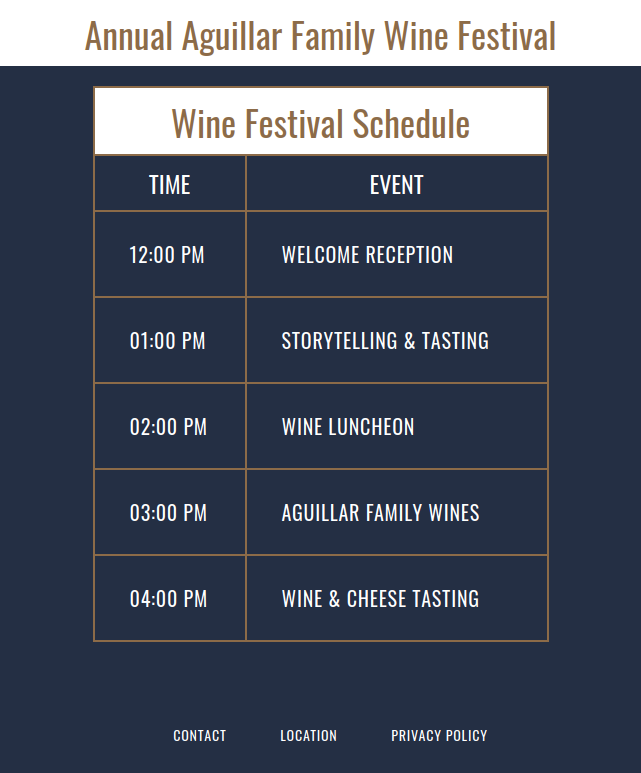 Annual Aguillar Family Wine Festival
Wine Festival Schedule
TIME EVENT
12:00 PM WELCOME RECEPTION
01:00 PM STORYTELLING & TASTING
02:00 PM WINE LUNCHEON
03:00 PM AGUILLAR FAMILY WINES
04:00 PM WINE & CHEESE TASTING
CONTACT LOCATION PRIVACY POLICY